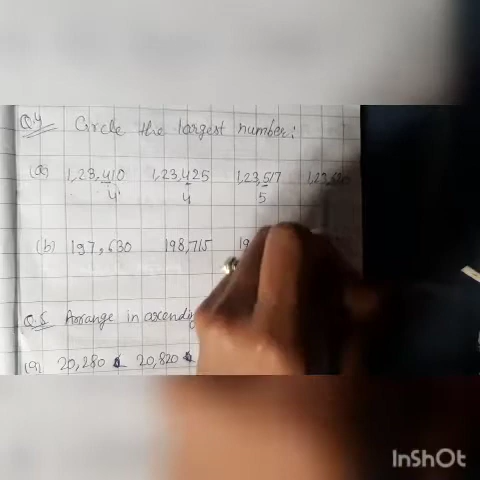 Q.4 Circle the largest number:
(a) 1,23,410 1,23,425 1,23,517
4 4 5
(b) 197,630 198,715 19
Q.5 Arrange in ascending
(a) 20,280 20,820
InShOt